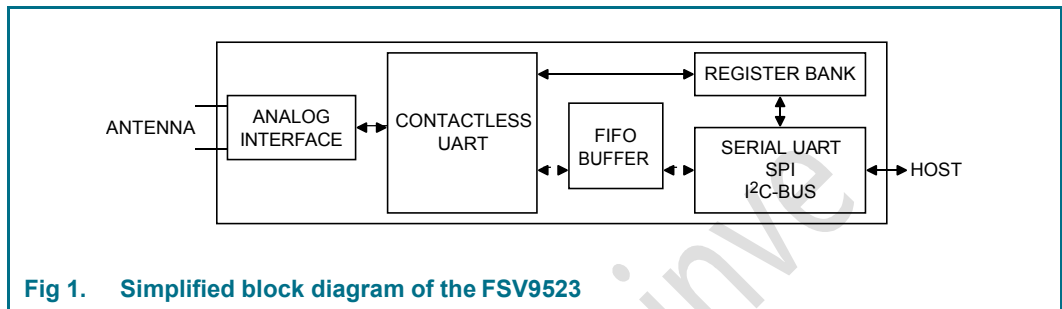 ANTENNA
ANALOG
INTERFACE
CONTACTLESS
UART
FIFO
BUFFER
REGISTER BANK
SERIAL UART
SPI
I²C-BUS
HOST
Fig 1. Simplified block diagram of the FSV9523